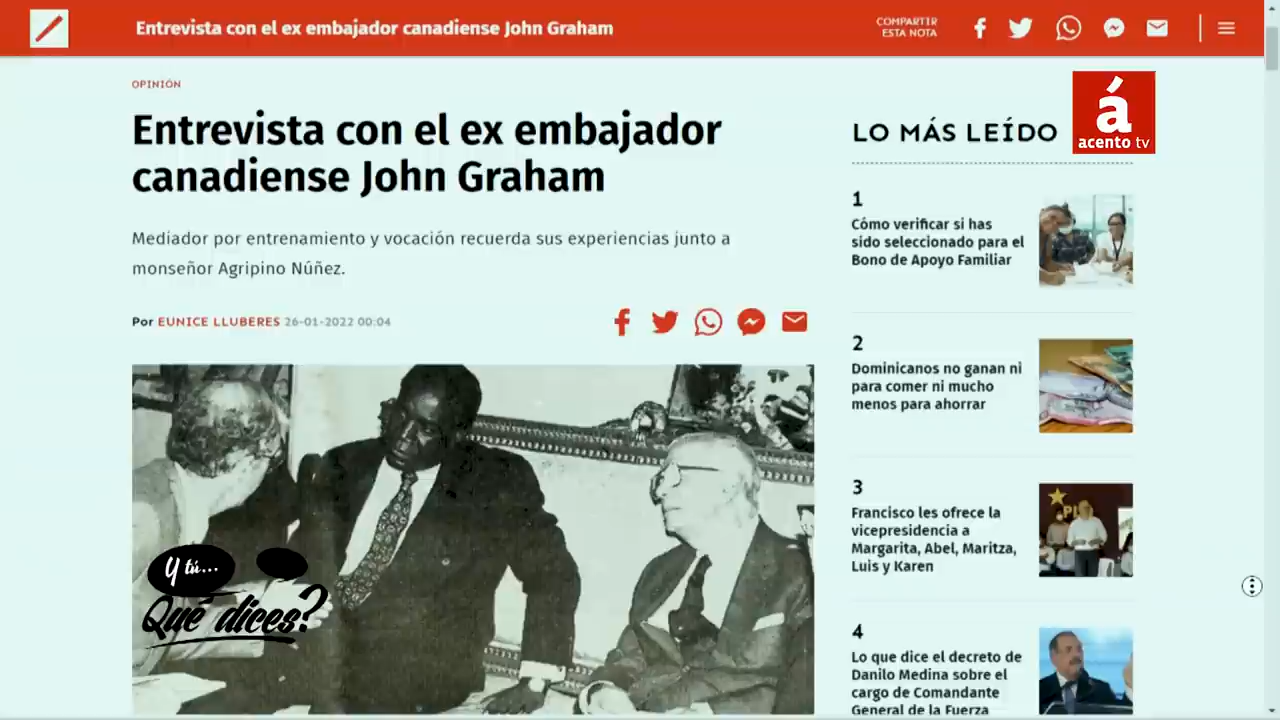 Entrevista con el ex embajador canadiense John Graham
COMPARTIR
ESTA NOTA
OPINIÓN
Entrevista con el ex embajador
canadiense John Graham
Mediador por entrenamiento y vocación recuerda sus experiencias junto a
monseñor Agripino Núñez.
Por EUNICE LLUBERES 26-01-2022 00:04
Y tú...
Qué dices?
LO MÁS LEÍDO
á
acento tv
1
Cómo verificar si has
sido seleccionado para el
Bono de Apoyo Familiar
2
Dominicanos no ganan ni
para comer ni mucho
menos para ahorrar
3
Francisco les ofrece la
vicepresidencia a
Margarita, Abel, Maritza,
Luis y Karen
4
Lo que dice el decreto de
Danilo Medina sobre el
cargo de Comandante
General de la Fuerza